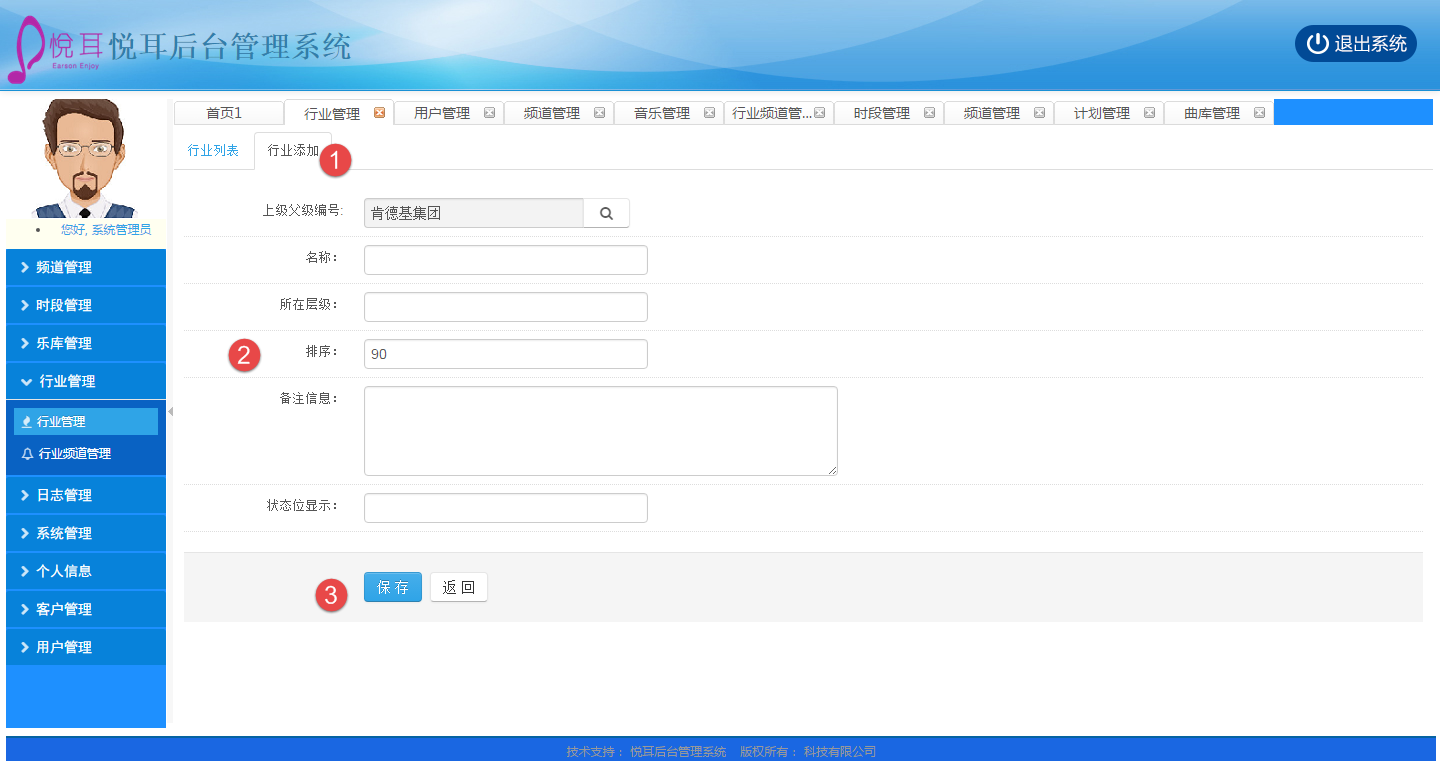 悦耳 悦耳后台管理系统
Earson Enjoy
退出系统
首页1 行业管理 用户管理 频道管理 音乐管理 行业频道管... 时段管理 频道管理 计划管理 曲库管理
行业列表 行业添加 1
您好, 系统管理员
频道管理
时段管理
乐库管理
行业管理
行业管理
行业频道管理
日志管理
系统管理
个人信息
客户管理
用户管理
上级父级编号: 肯德基集团
名称：
所在层级：
2 排序： 90
备注信息：
状态位显示：
3 保 存 返 回
技术支持： 悦耳后台管理系统 版权所有： 科技有限公司